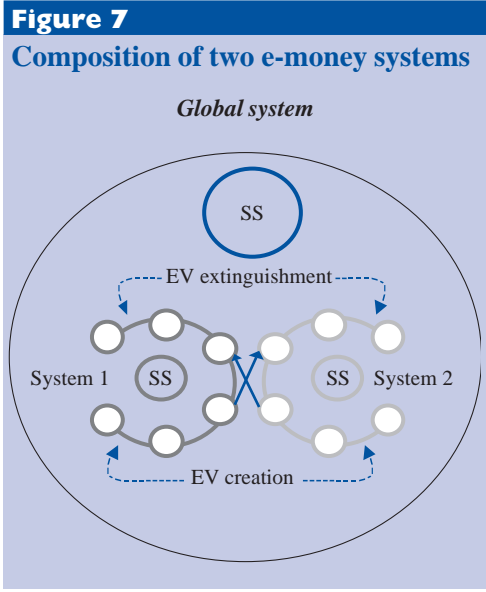 Figure 7
Composition of two e-money systems
Global system
SS
EV extinguishment
System 1
SS
SS
System 2
EV creation